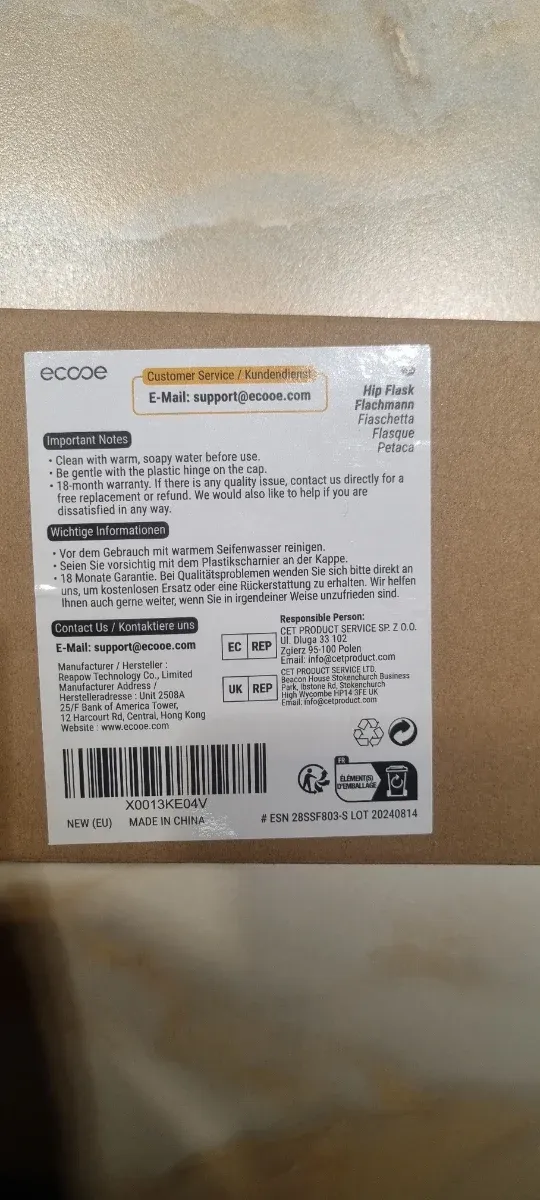 ecooe
Customer Service / Kundendienst
E-Mail: support@ecooe.com
Hip Flask
Flachmann
Fiaschetta
Flasque
Petaca
Important Notes
• Clean with warm, soapy water before use.
• Be gentle with the plastic hinge on the cap.
• 18-month warranty. If there is any quality issue, contact us directly for a
free replacement or refund. We would also like to help if you are
dissatisfied in any way.
Wichtige Informationen
• Vor dem Gebrauch mit warmem Seifenwasser reinigen.
• Seien Sie vorsichtig mit dem Plastikscharnier an der Kappe.
• 18 Monate Garantie. Bei Qualitätsproblemen wenden Sie sich bitte direkt an
uns, um kostenlosen Ersatz oder eine Rückerstattung zu erhalten. Wir helfen
Ihnen auch gerne weiter, wenn Sie in irgendeiner Weise unzufrieden sind.
Contact Us / Kontaktiere uns
E-Mail: support@ecooe.com
Manufacturer / Hersteller :
Reapow Technology Co., Limited
Manufacturer Address /
Herstelleradresse : Unit 2508A
25/F Bank of America Tower,
12 Harcourt Rd, Central, Hong Kong
Website : www.ecooe.com
EC REP
Responsible Person:
CET PRODUCT SERVICE SP. Z O.O.
Ul. Dluga 33 102
Zgierz 95-100 Polen
Email: info@cetproduct.com
UK REP
CET PRODUCT SERVICE LTD.
Beacon House Stokenchurch Business
Park, Ibstone Rd, Stokenchurch
High Wycombe HP14 3FE UK
Email: info@cetproduct.com
FR
ÉLÉMENT(S)
D'EMBALLAGE
X0013KE04V
NEW (EU) MADE IN CHINA
# ESN 28SSF803-S LOT 20240814